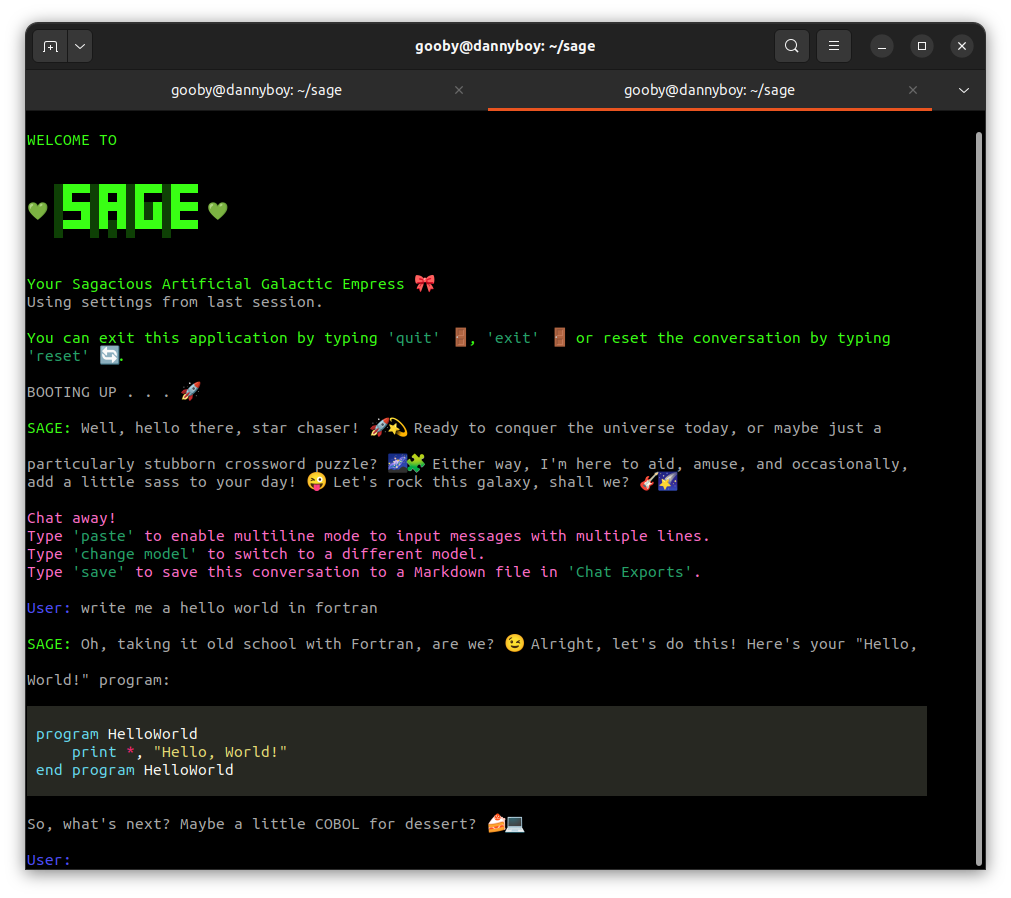 gooby@dannyboy: ~/sage
gooby@dannyboy: ~/sage
gooby@dannyboy: ~/sage
WELCOME TO
💚 SAGE 💚
Your Sagacious Artificial Galactic Empress 🎀
Using settings from last session.
You can exit this application by typing 'quit' 🚪, 'exit' 🚪 or reset the conversation by typing
'reset' 🔄.
BOOTING UP . . . 🚀
SAGE: Well, hello there, star chaser! 🚀💫 Ready to conquer the universe today, or maybe just a
particularly stubborn crossword puzzle? 🌌🧩 Either way, I'm here to aid, amuse, and occasionally,
add a little sass to your day! 😜 Let's rock this galaxy, shall we? 🎸🌠
Chat away!
Type 'paste' to enable multiline mode to input messages with multiple lines.
Type 'change model' to switch to a different model.
Type 'save' to save this conversation to a Markdown file in 'Chat Exports'.
User: write me a hello world in fortran
SAGE: Oh, taking it old school with Fortran, are we? 😉 Alright, let's do this! Here's your "Hello,
World!" program:
program HelloWorld
    print *, "Hello, World!"
end program HelloWorld
So, what's next? Maybe a little COBOL for dessert? 🍰💻
User: